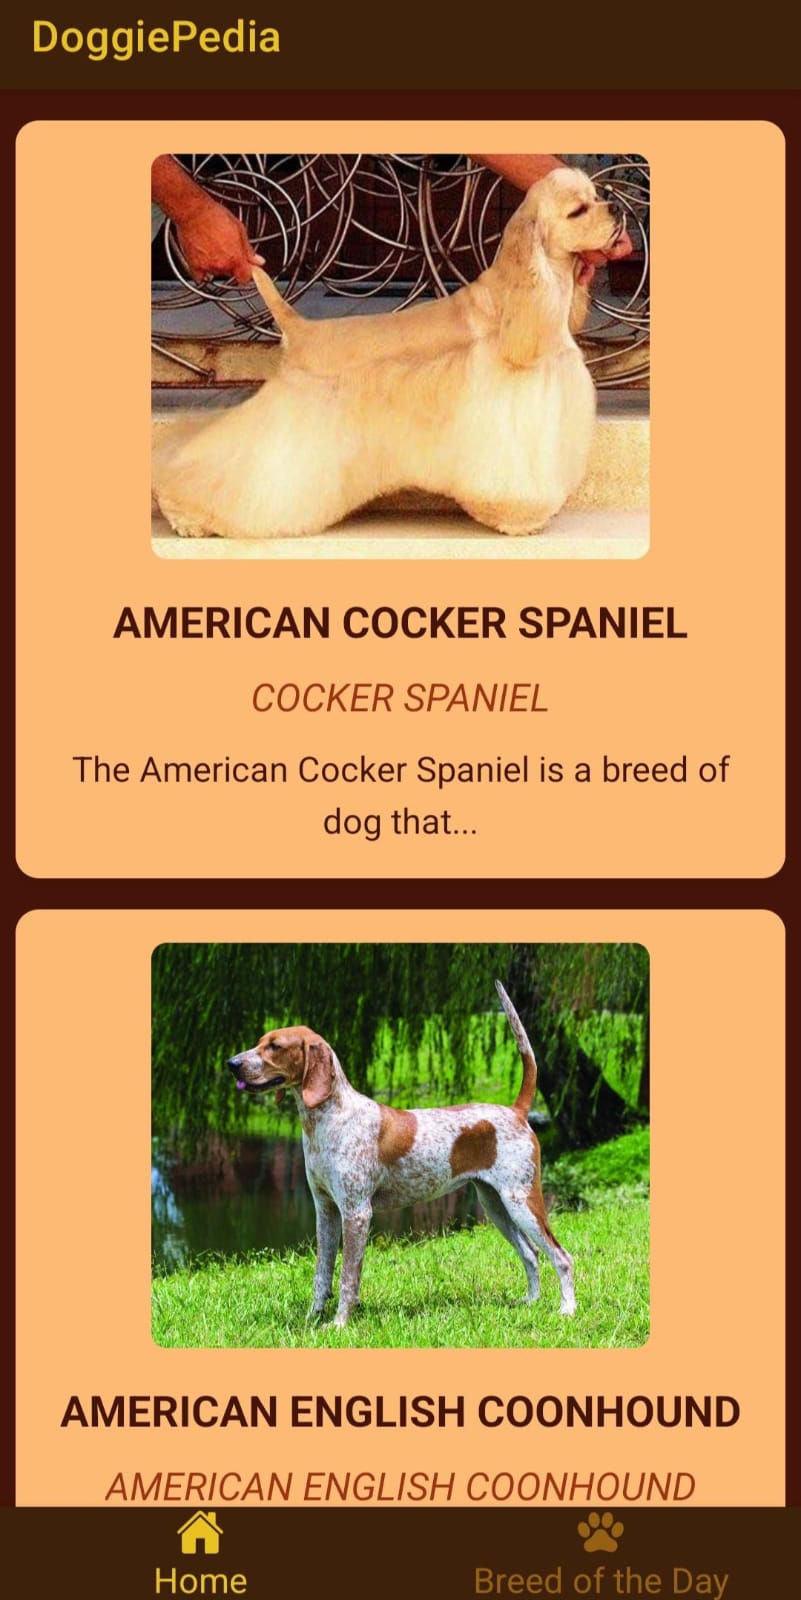 DoggiePedia
AMERICAN COCKER SPANIEL
COCKER SPANIEL
The American Cocker Spaniel is a breed of
dog that...
AMERICAN ENGLISH COONHOUND
AMERICAN ENGLISH COONHOUND
Home
Breed of the Day